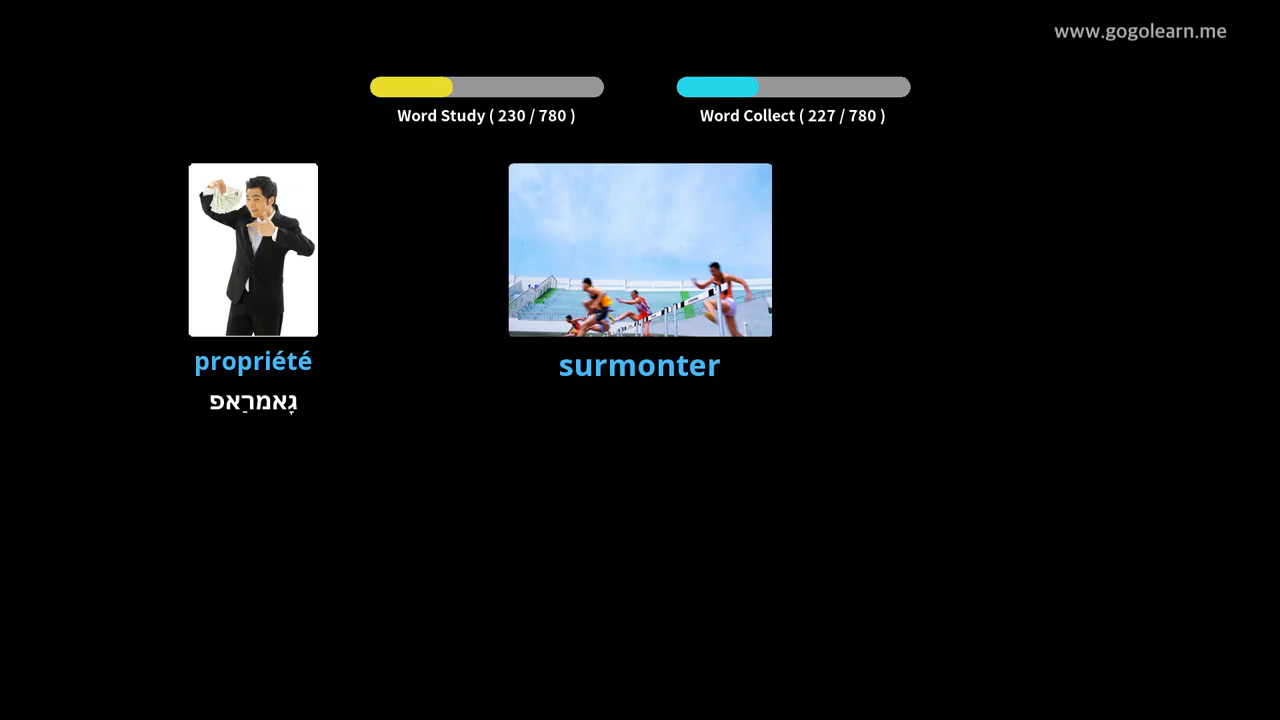 www.gogolearn.me
Word Study ( 230 / 780 )
Word Collect ( 227 / 780 )
propriété
surmonter
גָאמרַאפ